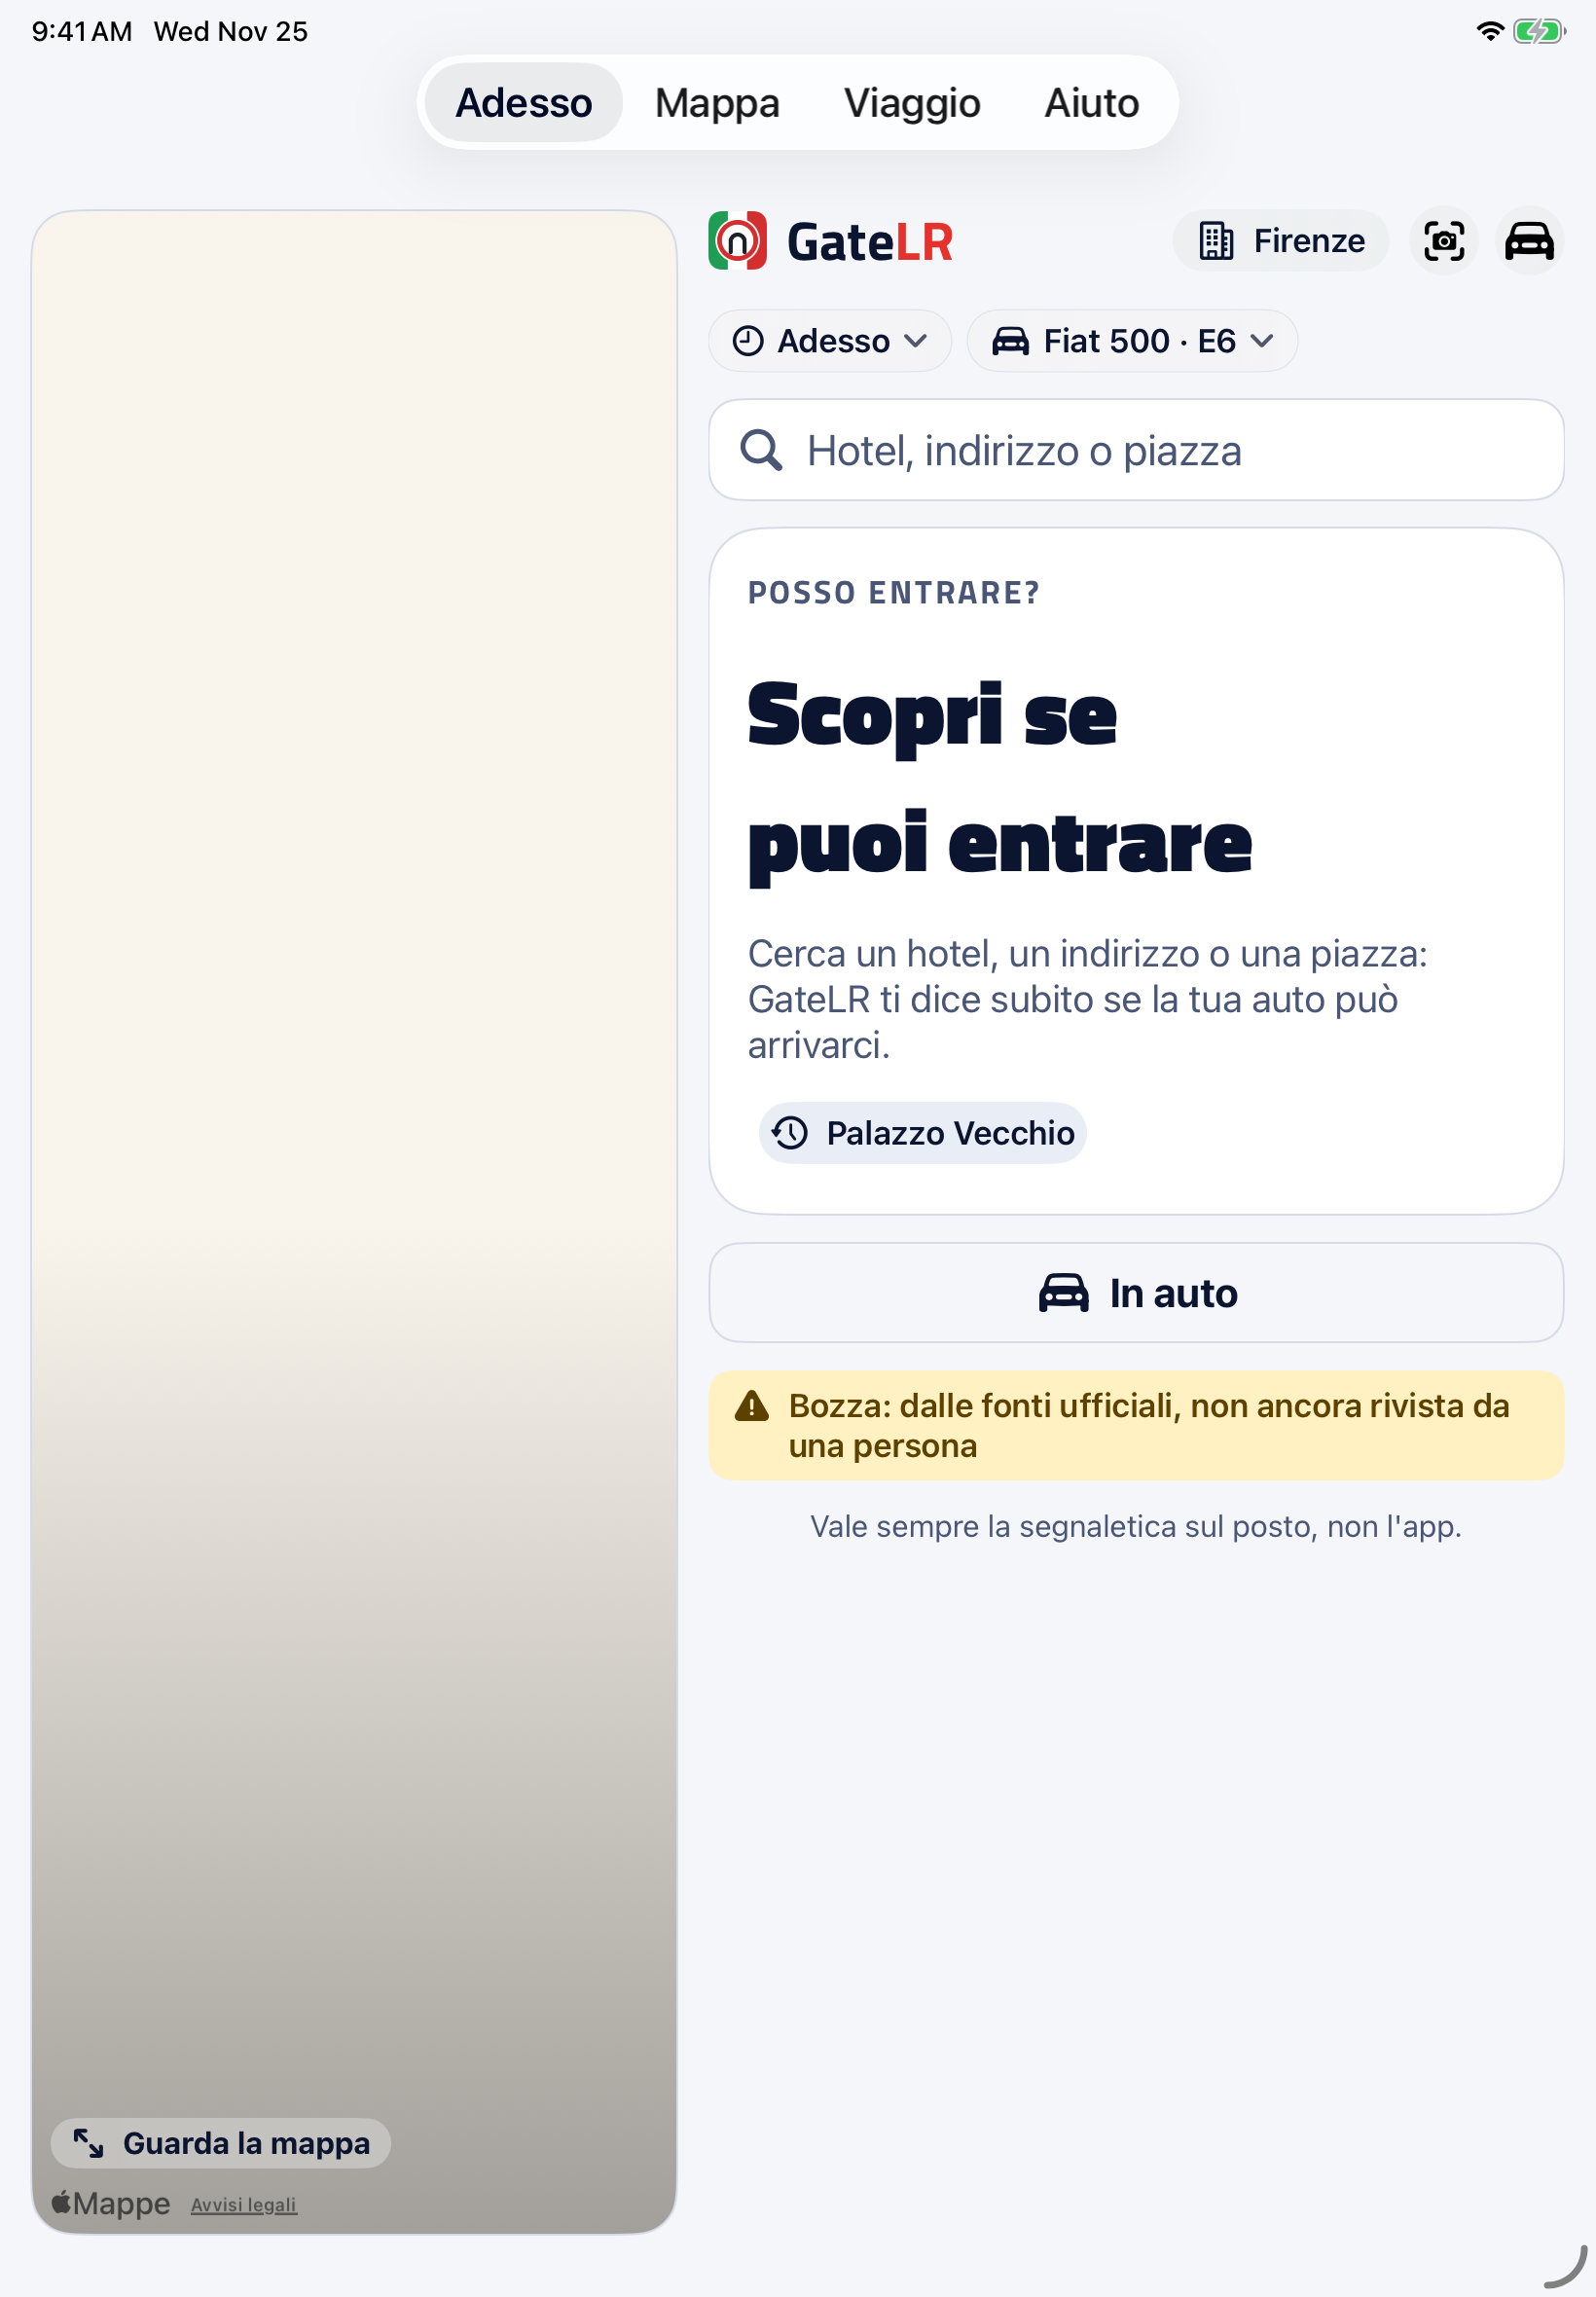 9:41 AM Wed Nov 25
Adesso Mappa Viaggio Aiuto
GateLR
Firenze
Adesso
Fiat 500 · E6
Hotel, indirizzo o piazza
POSSO ENTRARE?
Scopri se
puoi entrare
Cerca un hotel, un indirizzo o una piazza:
GateLR ti dice subito se la tua auto può
arrivarci.
Palazzo Vecchio
In auto
Bozza: dalle fonti ufficiali, non ancora rivista da
una persona
Vale sempre la segnaletica sul posto, non l'app.
Guarda la mappa
Mappe Avvisi legali